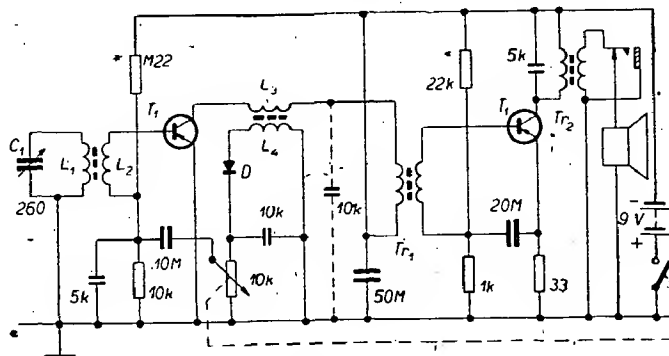 M22
L₃
22k
5k
T₁
T₁
Tr₂
C₁
L₁
L₂
L₄
D
260
10k
10k
20M
9 V
−
+
Tr₁
.10M
5k
10k
10k
50M
1k
33